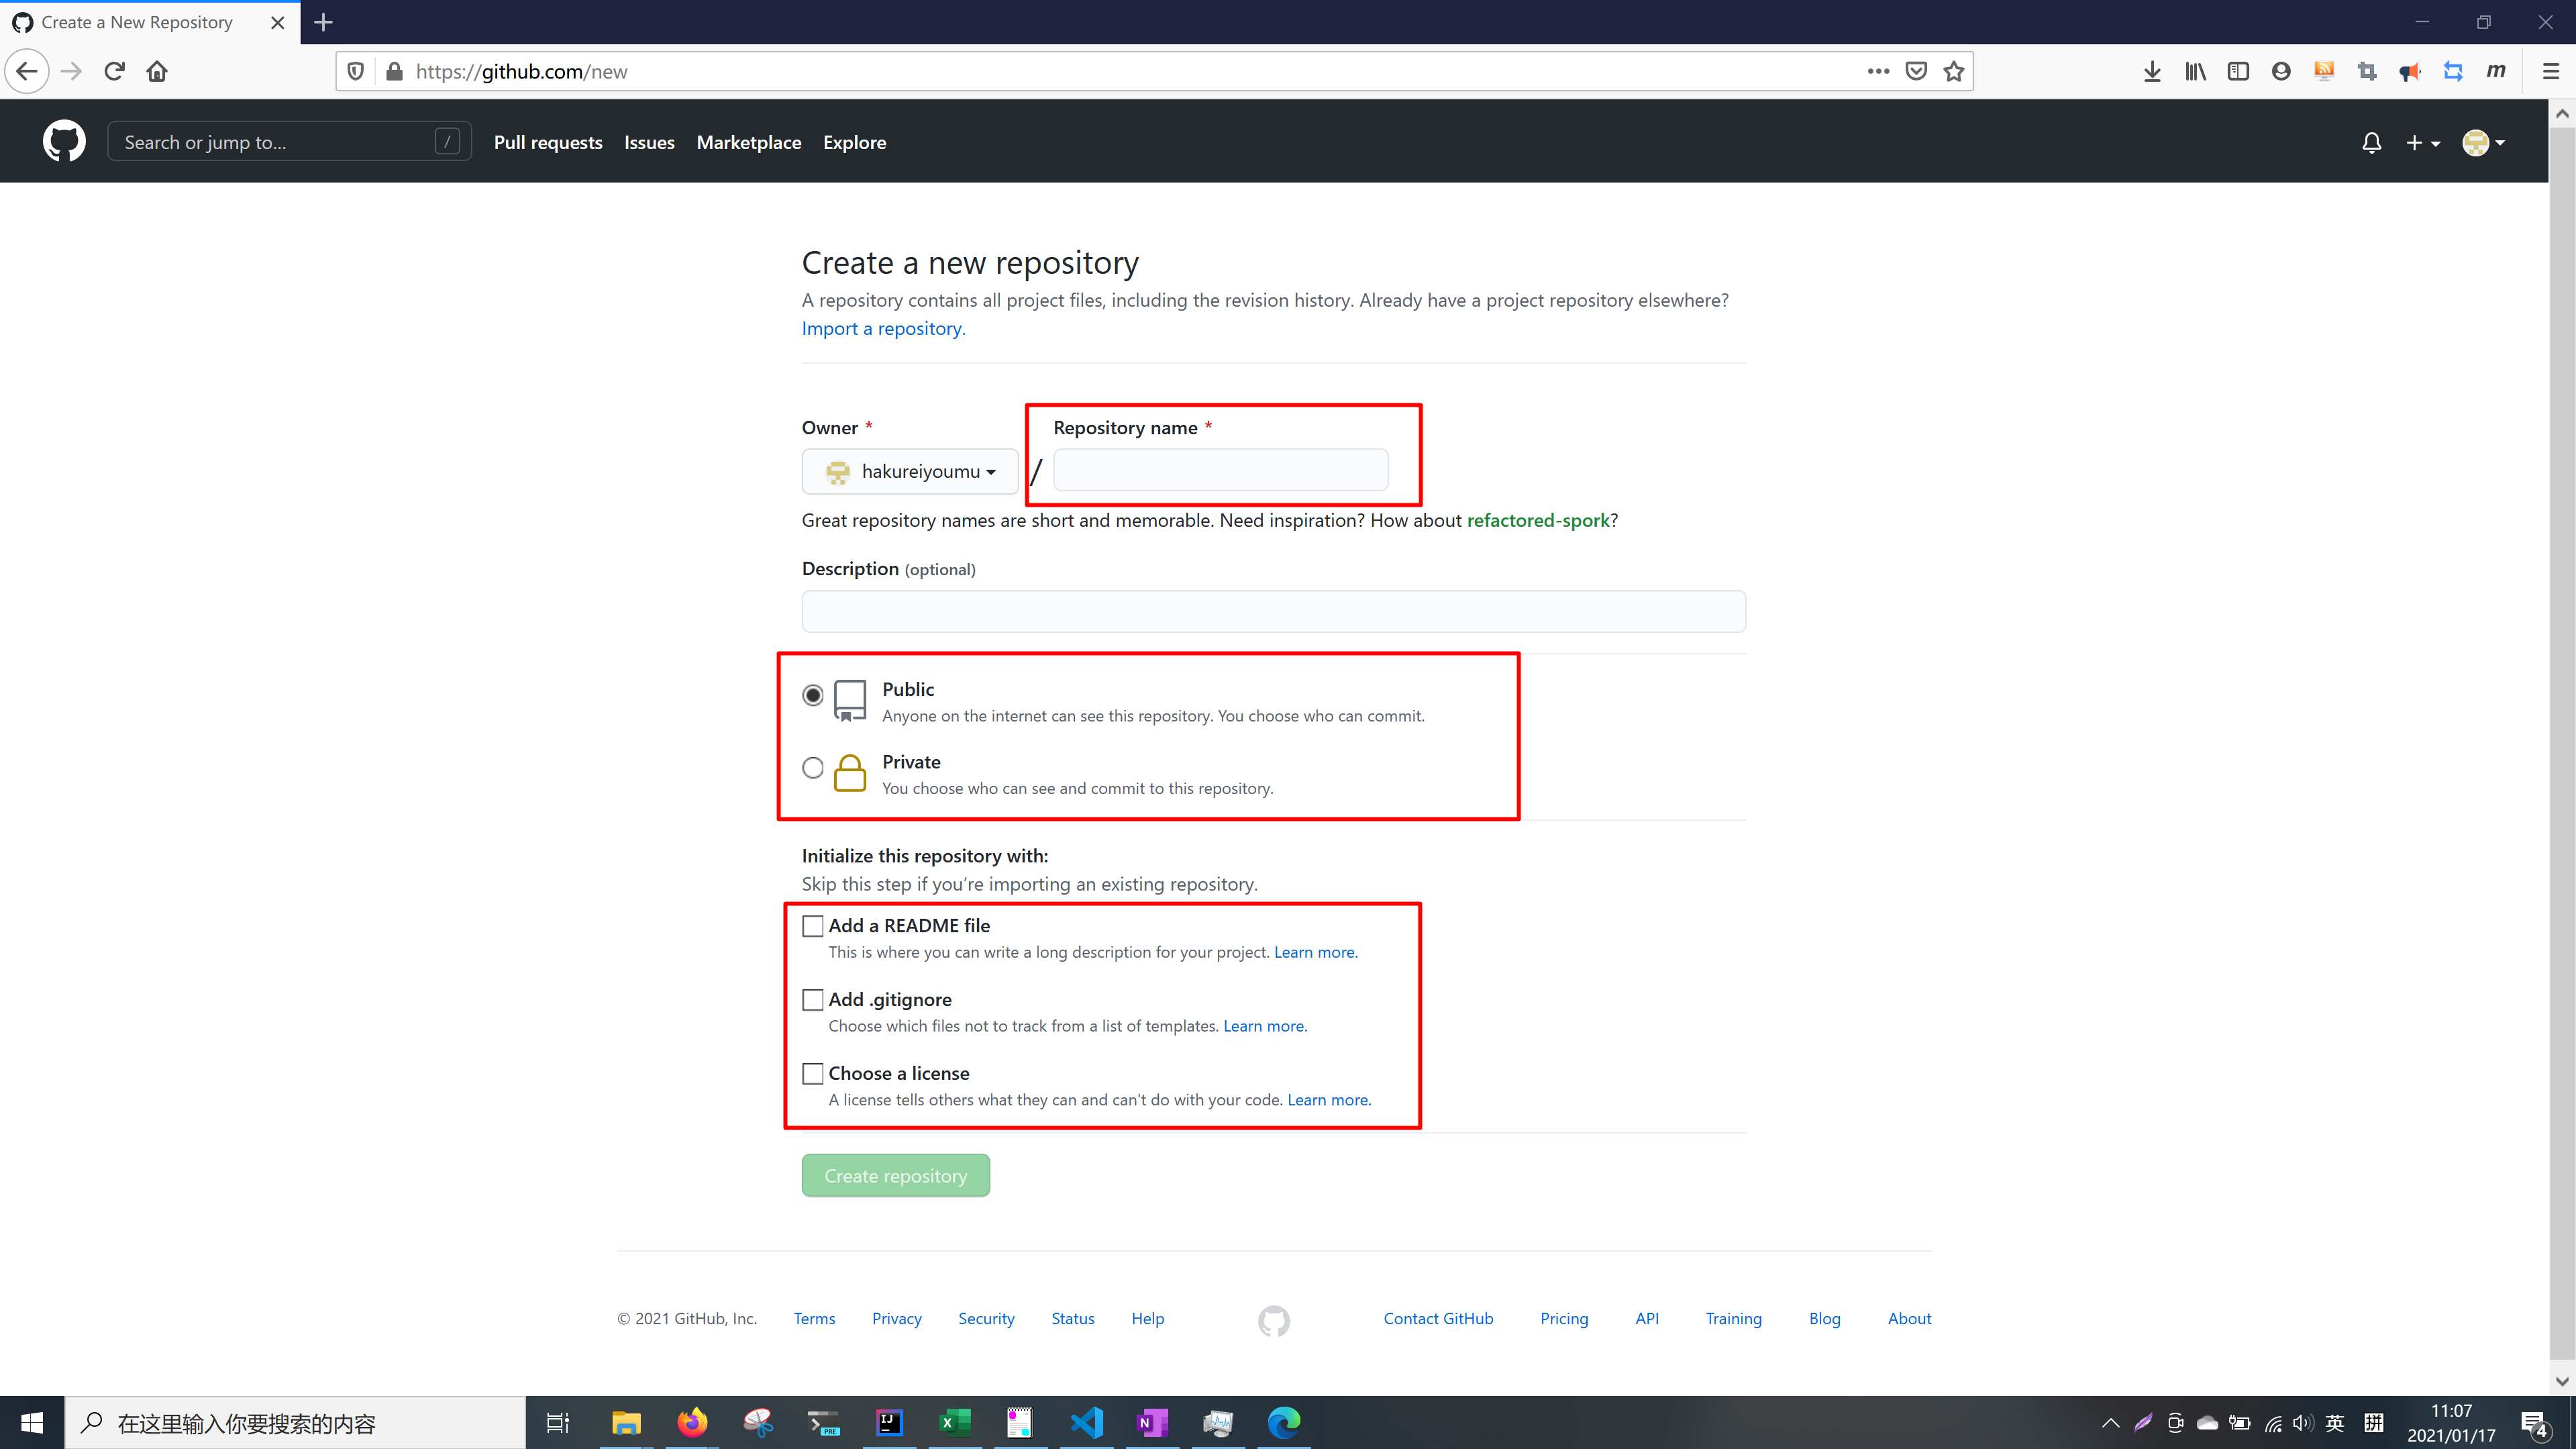 Create a New Repository
https://github.com/new
Search or jump to...
/
Pull requests
Issues
Marketplace
Explore
Create a new repository
A repository contains all project files, including the revision history. Already have a project repository elsewhere?
Import a repository.
Owner *
Repository name *
hakureiyoumu
/
Great repository names are short and memorable. Need inspiration? How about refactored-spork?
Description (optional)
Public
Anyone on the internet can see this repository. You choose who can commit.
Private
You choose who can see and commit to this repository.
Initialize this repository with:
Skip this step if you’re importing an existing repository.
Add a README file
This is where you can write a long description for your project. Learn more.
Add .gitignore
Choose which files not to track from a list of templates. Learn more.
Choose a license
A license tells others what they can and can't do with your code. Learn more.
Create repository
© 2021 GitHub, Inc.
Terms
Privacy
Security
Status
Help
Contact GitHub
Pricing
API
Training
Blog
About
在这里输入你要搜索的内容
PRE
IJ
X
N
英
拼
11:07
2021/01/17
4